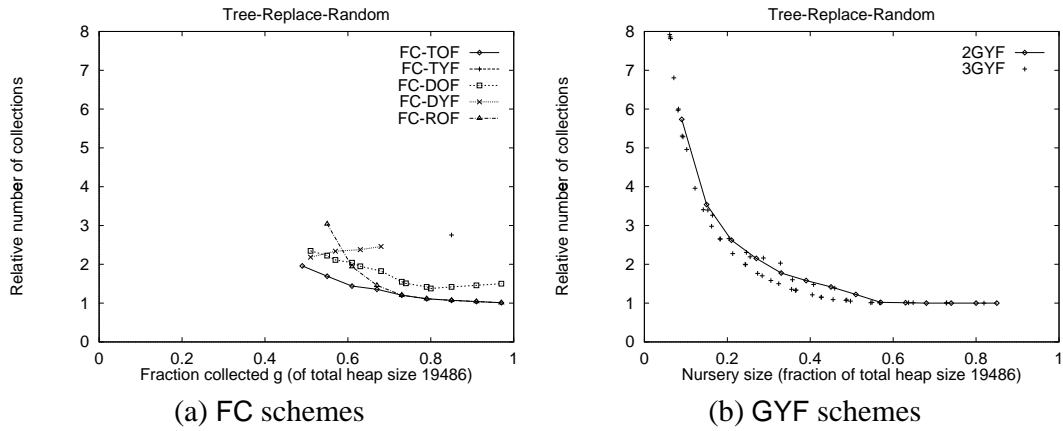 Tree-Replace-Random
Relative number of collections
8
7
6
5
4
3
2
1
0
FC-TOF
FC-TYF
FC-DOF
FC-DYF
FC-ROF
0 0.2 0.4 0.6 0.8 1
Fraction collected g (of total heap size 19486)
(a) FC schemes
Tree-Replace-Random
Relative number of collections
8
7
6
5
4
3
2
1
0
2GYF
3GYF
0 0.2 0.4 0.6 0.8 1
Nursery size (fraction of total heap size 19486)
(b) GYF schemes